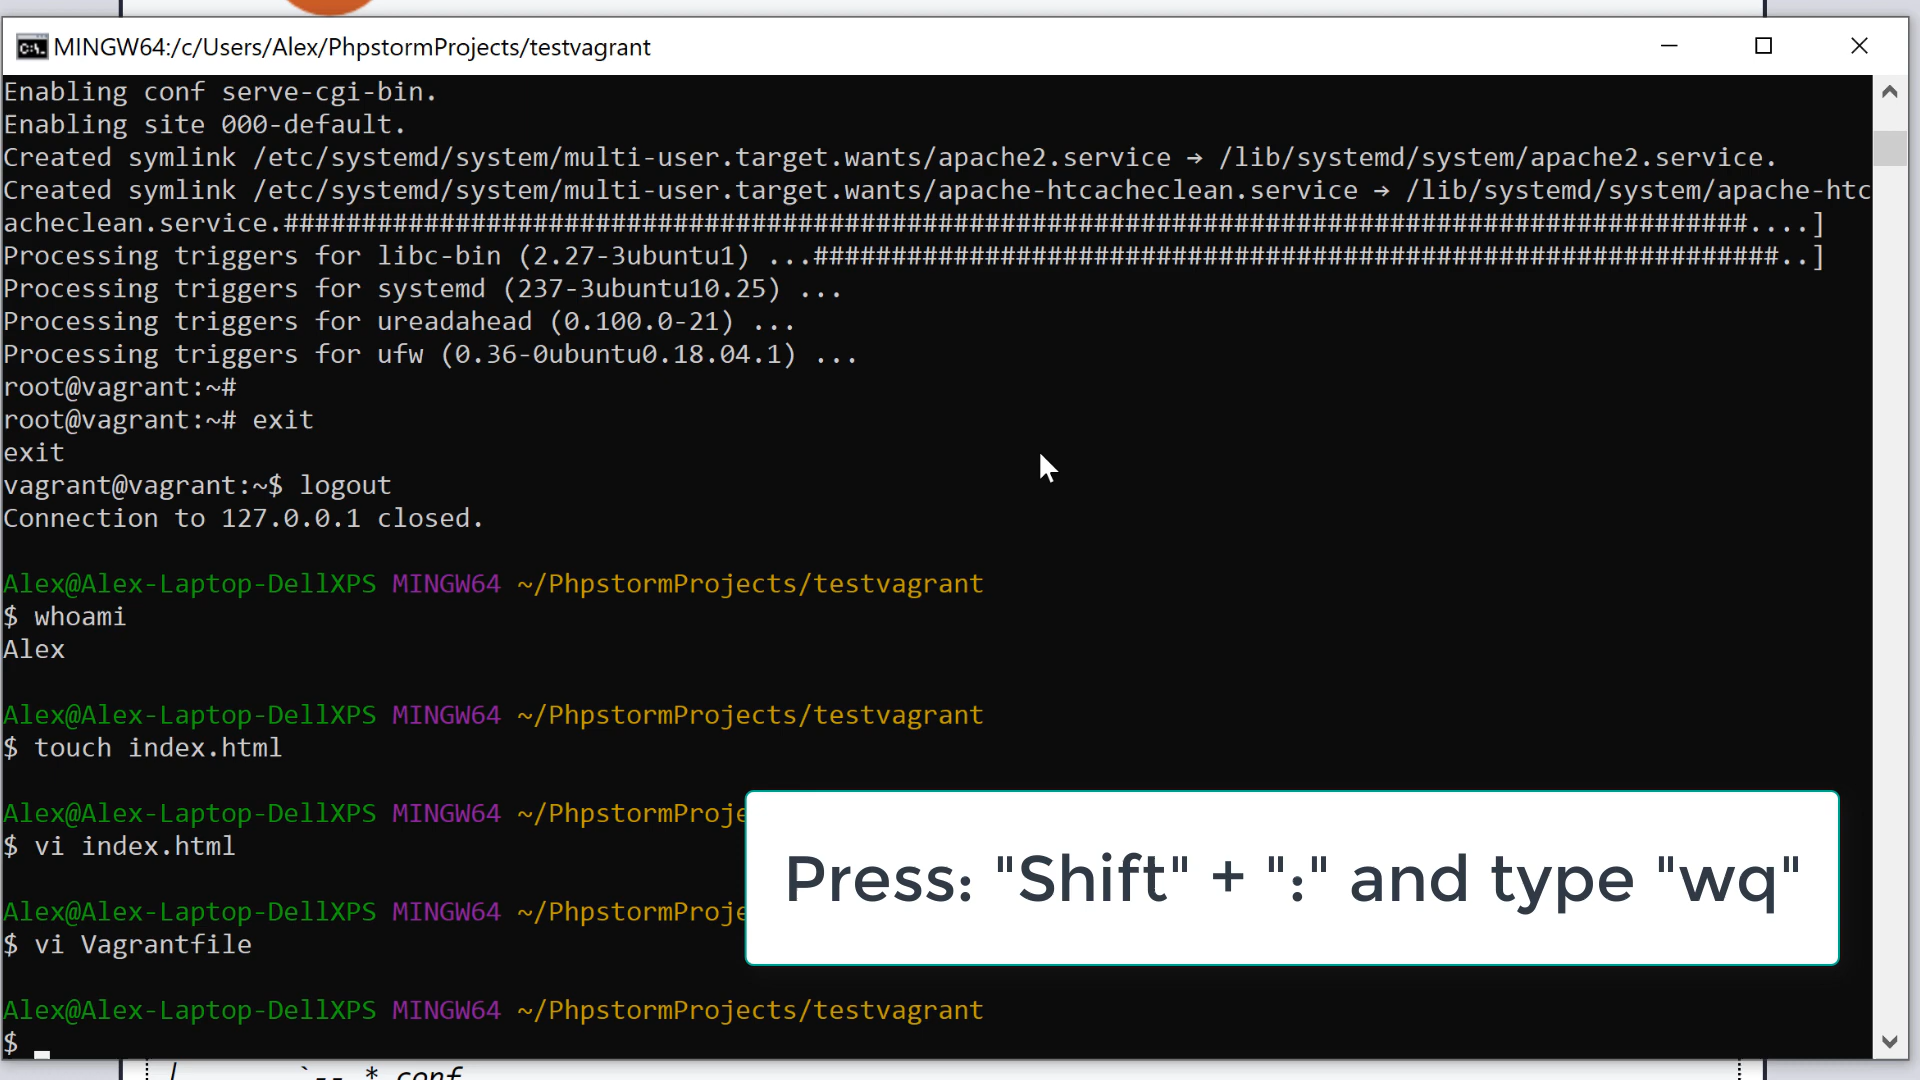 MINGW64:/c/Users/Alex/PhpstormProjects/testvagrant
Enabling conf serve-cgi-bin.
Enabling site 000-default.
Created symlink /etc/systemd/system/multi-user.target.wants/apache2.service → /lib/systemd/system/apache2.service.
Created symlink /etc/systemd/system/multi-user.target.wants/apache-htcacheclean.service → /lib/systemd/system/apache-htc
acheclean.service.##############################################################################################....]
Processing triggers for libc-bin (2.27-3ubuntu1) ...##############################################################..]
Processing triggers for systemd (237-3ubuntu10.25) ...
Processing triggers for ureadahead (0.100.0-21) ...
Processing triggers for ufw (0.36-0ubuntu0.18.04.1) ...
root@vagrant:~#
root@vagrant:~# exit
exit
vagrant@vagrant:~$ logout
Connection to 127.0.0.1 closed.
Alex@Alex-Laptop-DellXPS MINGW64 ~/PhpstormProjects/testvagrant
$ whoami
Alex
Alex@Alex-Laptop-DellXPS MINGW64 ~/PhpstormProjects/testvagrant
$ touch index.html
Alex@Alex-Laptop-DellXPS MINGW64 ~/PhpstormProje
$ vi index.html
Alex@Alex-Laptop-DellXPS MINGW64 ~/PhpstormProje
$ vi Vagrantfile
Press: "Shift" + ":" and type "wq"
Alex@Alex-Laptop-DellXPS MINGW64 ~/PhpstormProjects/testvagrant
$
| `-- *.conf